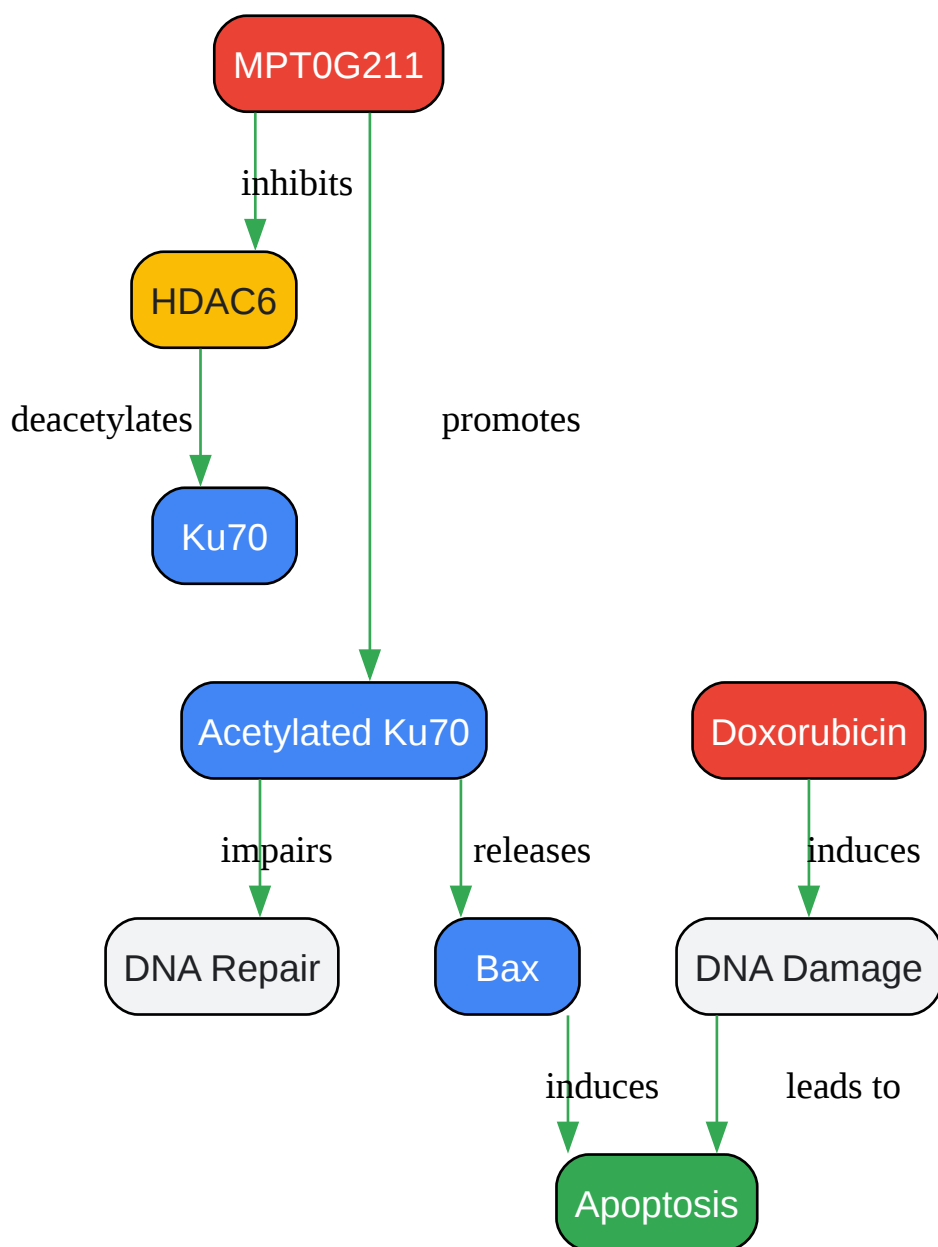 MPT0G211
inhibits
HDAC6
deacetylates
promotes
Ku70
Acetylated Ku70
Doxorubicin
impairs
releases
induces
DNA Repair
Bax
DNA Damage
induces
leads to
Apoptosis